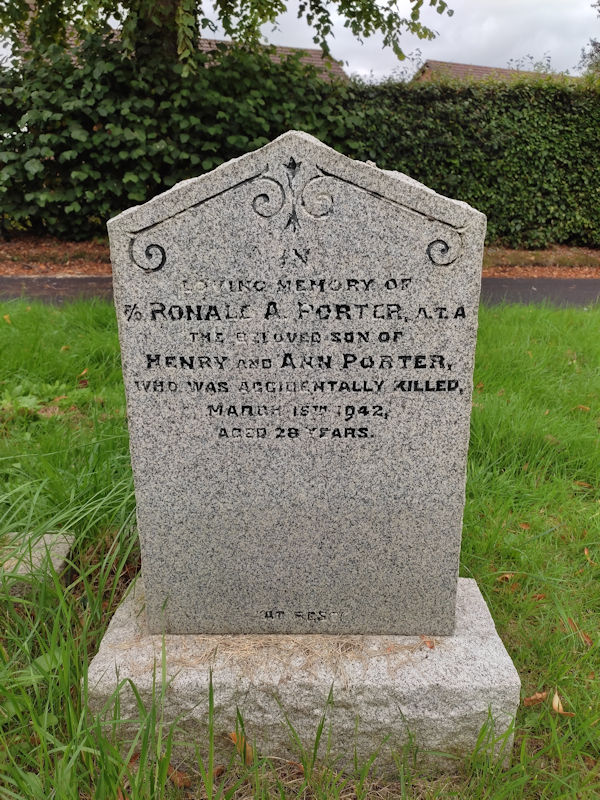 IN
LOVING MEMORY OF
F/O RONALD A. PORTER, A.T.A
THE BELOVED SON OF
HENRY AND ANN PORTER,
WHO WAS ACCIDENTALLY KILLED,
MARCH 15TH 1942,
AGED 28 YEARS.
"AT REST"